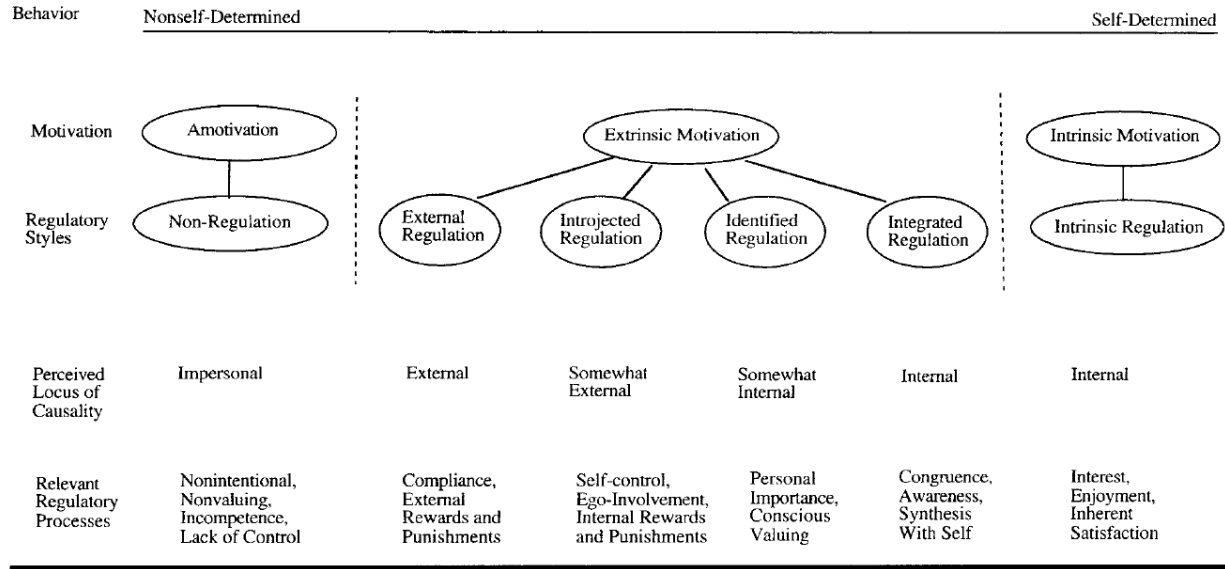 Behavior Nonself-Determined Self-Determined
Motivation Amotivation Extrinsic Motivation Intrinsic Motivation
Regulatory
Styles
Non-Regulation
External
Regulation
Introjected
Regulation
Identified
Regulation
Integrated
Regulation
Intrinsic Regulation
Perceived
Locus of
Causality
Impersonal
External
Somewhat
External
Somewhat
Internal
Internal
Internal
Relevant
Regulatory
Processes
Nonintentional,
Nonvaluing,
Incompetence,
Lack of Control
Compliance,
External
Rewards and
Punishments
Self-control,
Ego-Involvement,
Internal Rewards
and Punishments
Personal
Importance,
Conscious
Valuing
Congruence,
Awareness,
Synthesis
With Self
Interest,
Enjoyment,
Inherent
Satisfaction